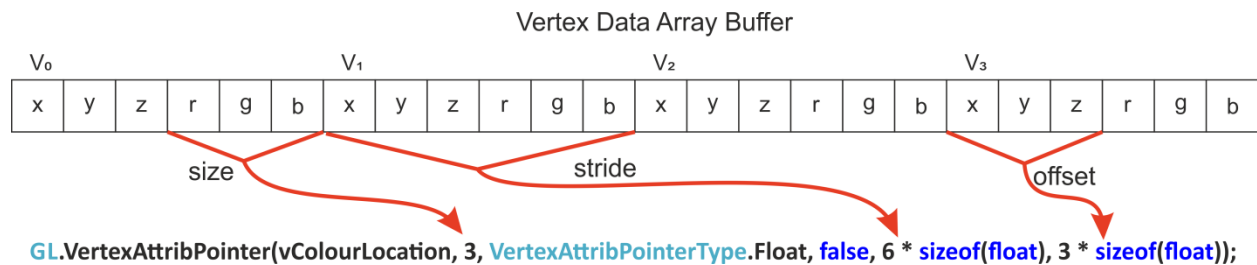 Vertex Data Array Buffer
V₀ V₁ V₂ V₃
x y z r g b x y z r g b x y z r g b x y z r g b
size stride offset
GL.VertexAttribPointer(vColourLocation, 3, VertexAttribPointerType.Float, false, 6 * sizeof(float), 3 * sizeof(float));